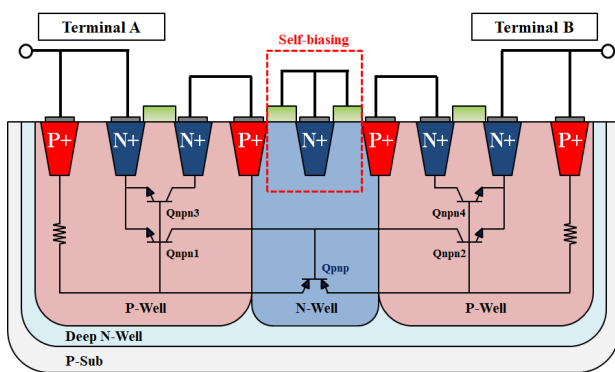 Terminal A
Self-biasing
Terminal B
P+
N+
N+
P+
N+
P+
N+
N+
P+
Qnpn3
Qnpn4
Qnpn1
Qnpn2
Qpnp
P-Well
N-Well
P-Well
Deep N-Well
P-Sub